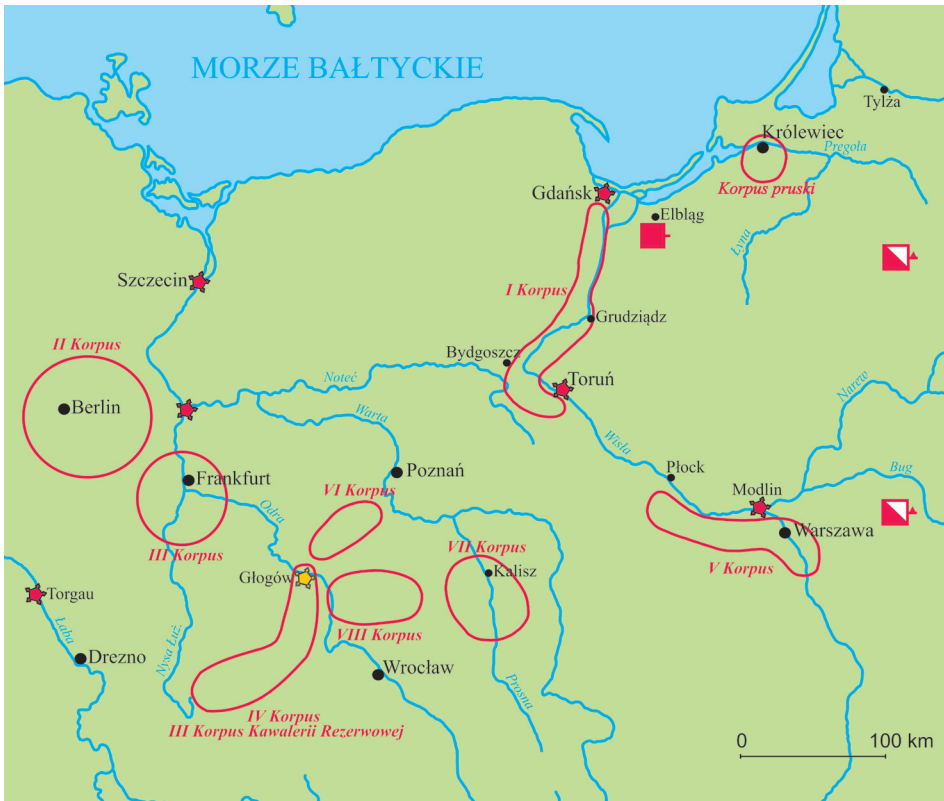 MORZE BAŁTYCKIE
Tylża
Królewiec
Pregoła
Korpus pruski
Gdańsk
Elbląg
Łyna
Szczecin
I Korpus
Grudziądz
II Korpus
Bydgoszcz
Berlin
Noteć
Toruń
Narew
Warta
Wisła
Frankfurt
Poznań
Płock
Bug
VI Korpus
Modlin
Odra
Warszawa
III Korpus
VII Korpus
V Korpus
Głogów
Kalisz
Torgau
Łaba
VIII Korpus
Drezno
Nysa Łuż.
Wrocław
Prosna
IV Korpus
III Korpus Kawalerii Rezerwowej
0 100 km